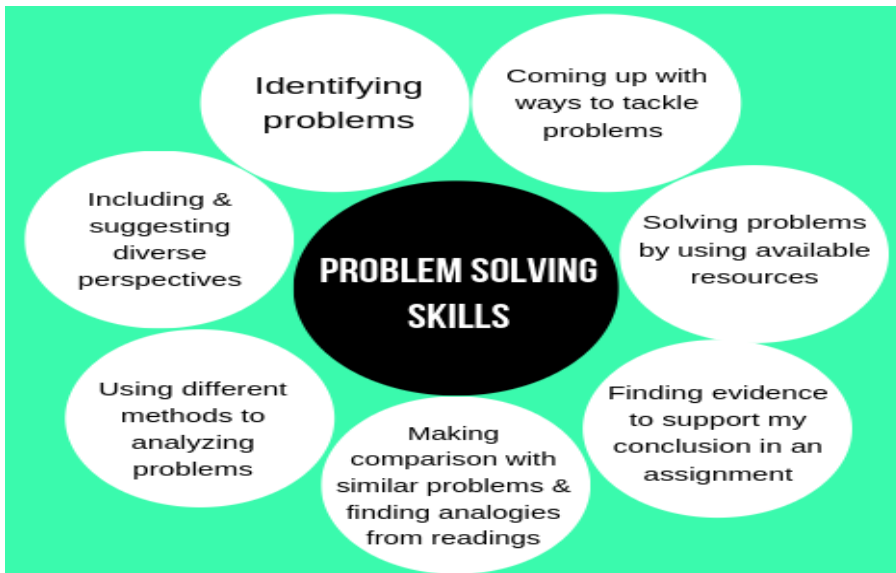 Identifying
problems
Coming up with
ways to tackle
problems
Including &
suggesting
diverse
perspectives
Solving problems
by using available
resources
PROBLEM SOLVING
SKILLS
Using different
methods to
analyzing
problems
Finding evidence
to support my
conclusion in an
assignment
Making
comparison with
similar problems &
finding analogies
from readings